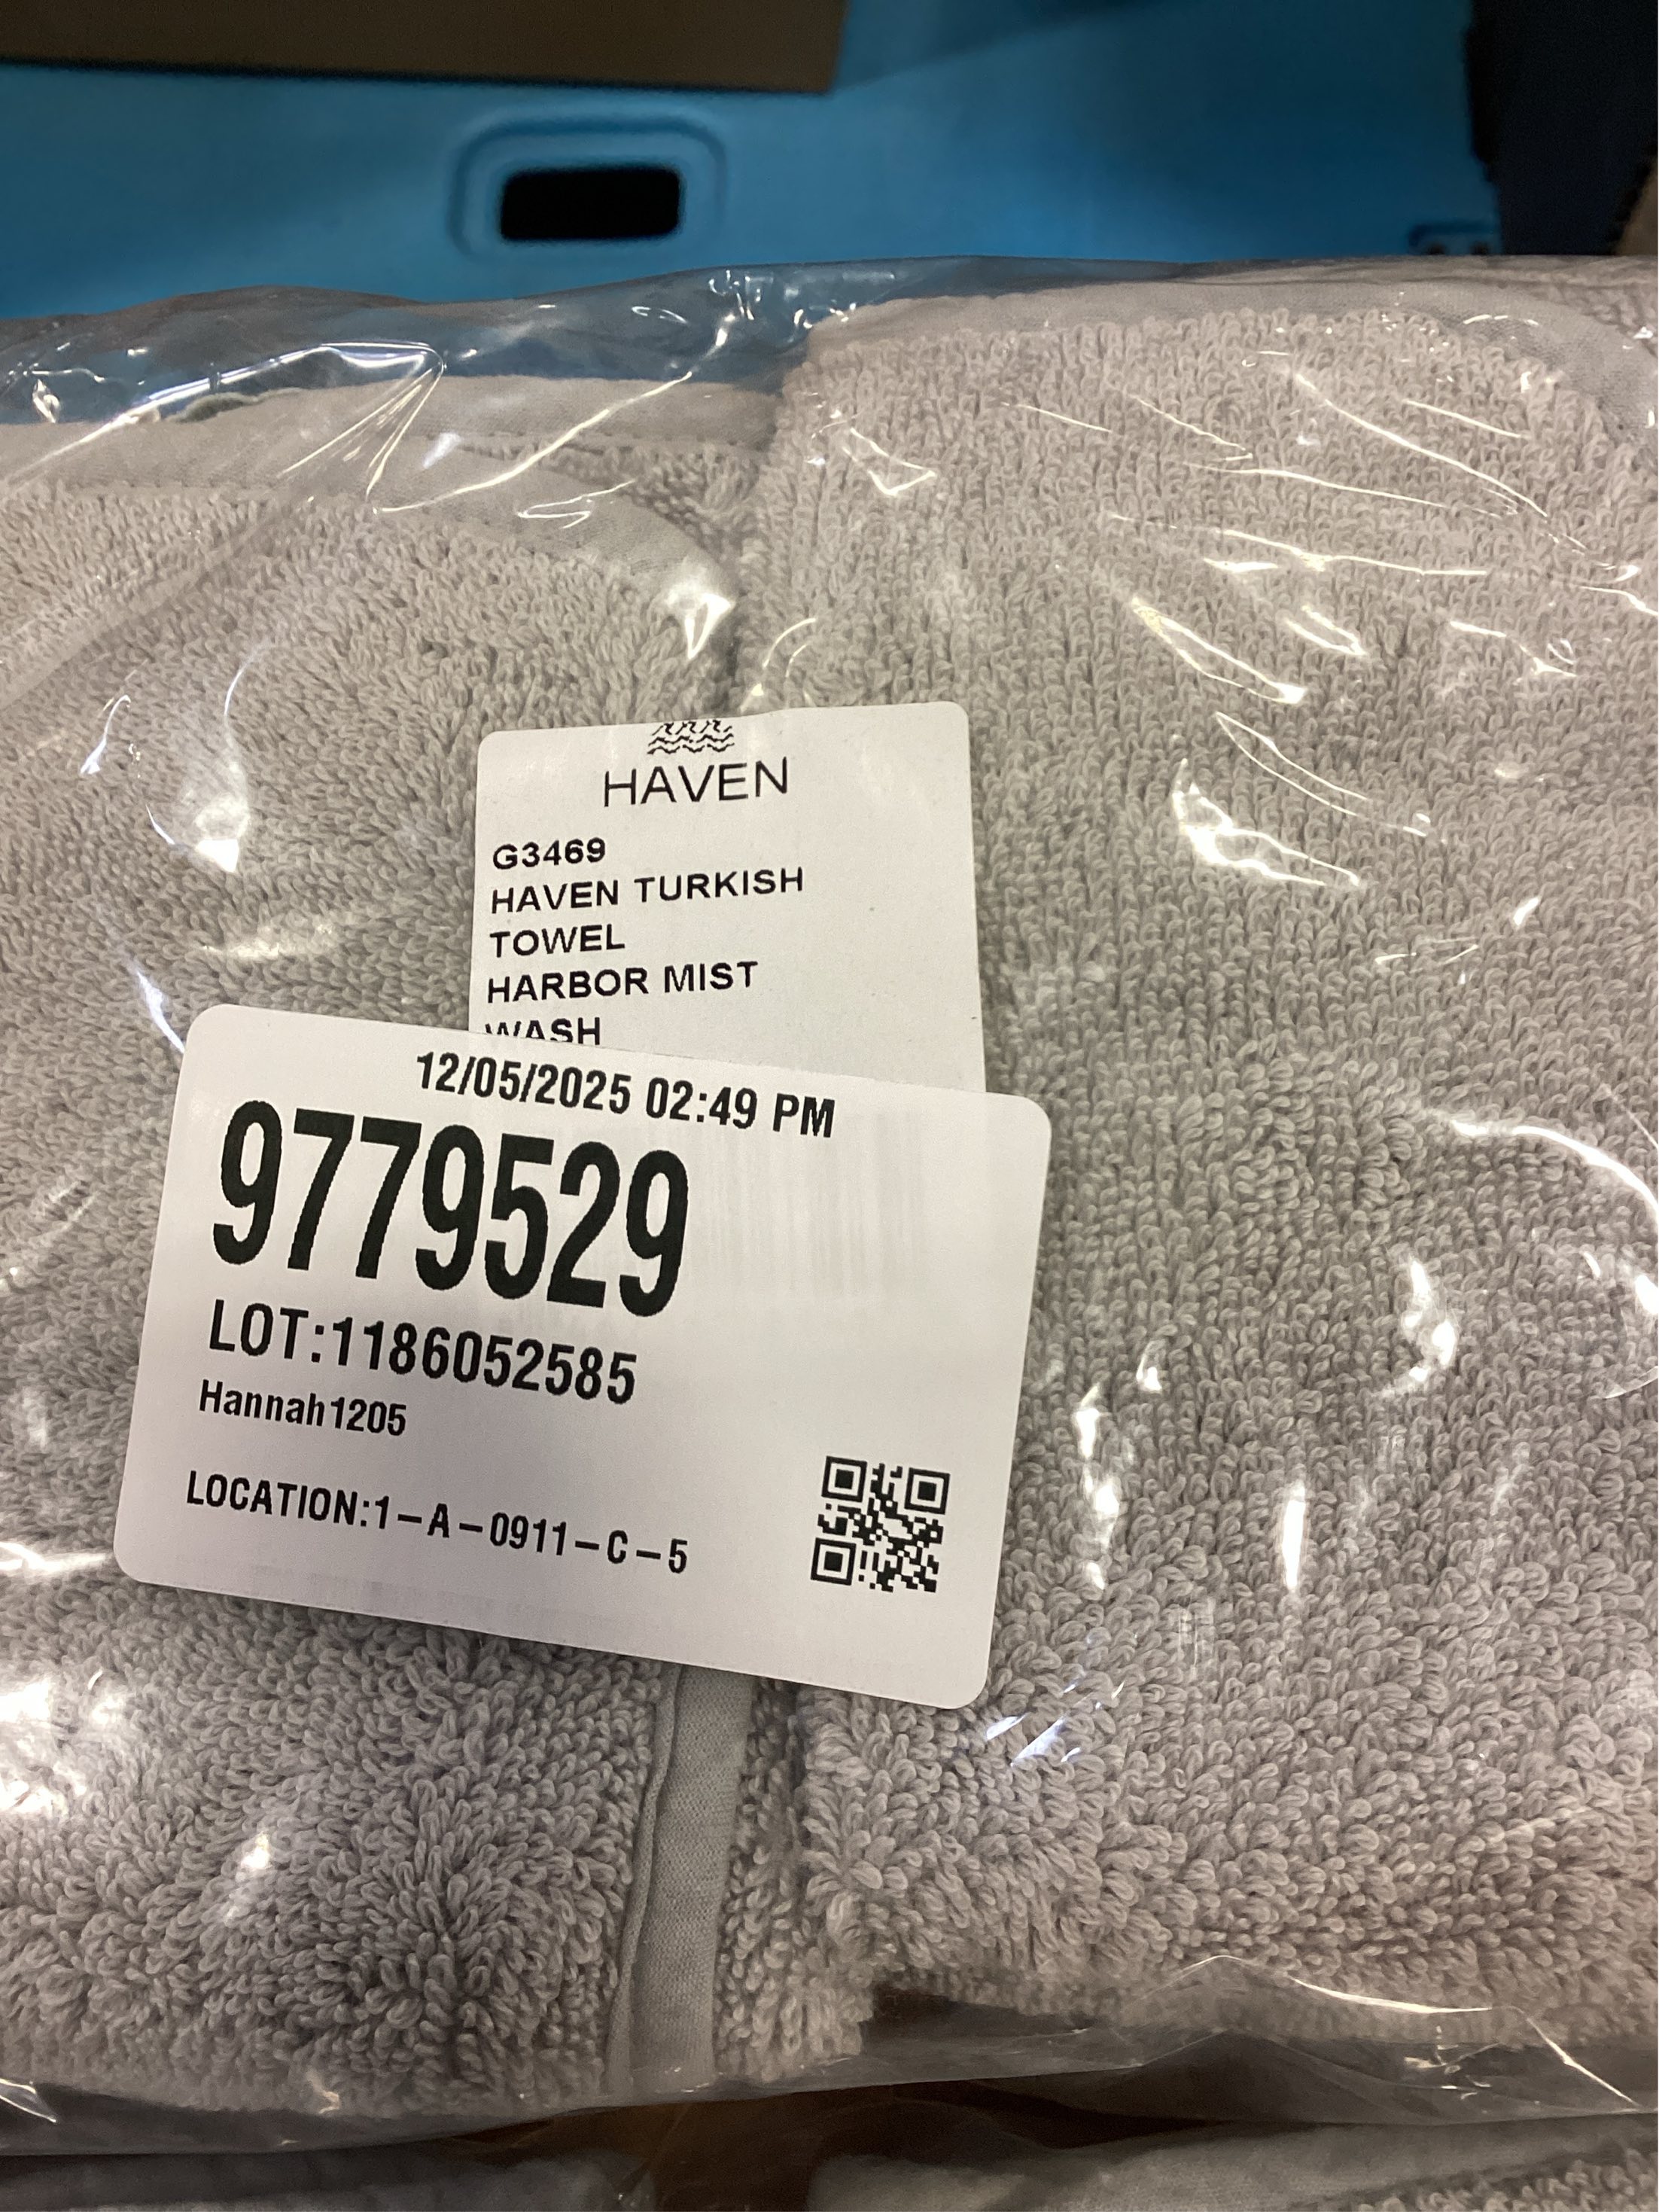 HAVEN
G3469
HAVEN TURKISH
TOWEL
HARBOR MIST
WASH
12/05/2025 02:49 PM
9779529
LOT:1186052585
Hannah1205
LOCATION:1-A-0911-C-5